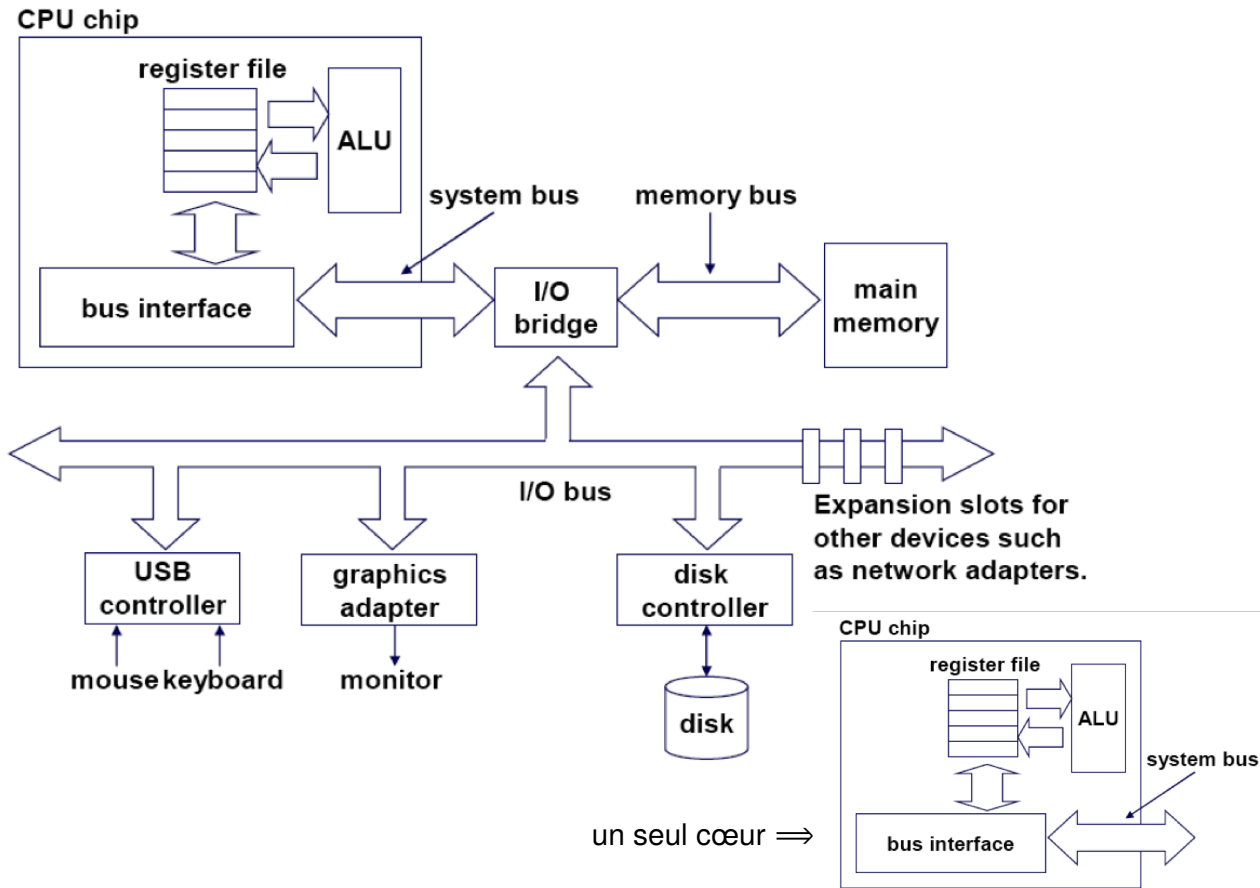 CPU chip
register file
ALU
system bus
memory bus
bus interface
I/O
bridge
main
memory
I/O bus
Expansion slots for
other devices such
as network adapters.
USB
controller
graphics
adapter
disk
controller
mouse keyboard
monitor
disk
CPU chip
register file
ALU
system bus
un seul cœur ⟹
bus interface